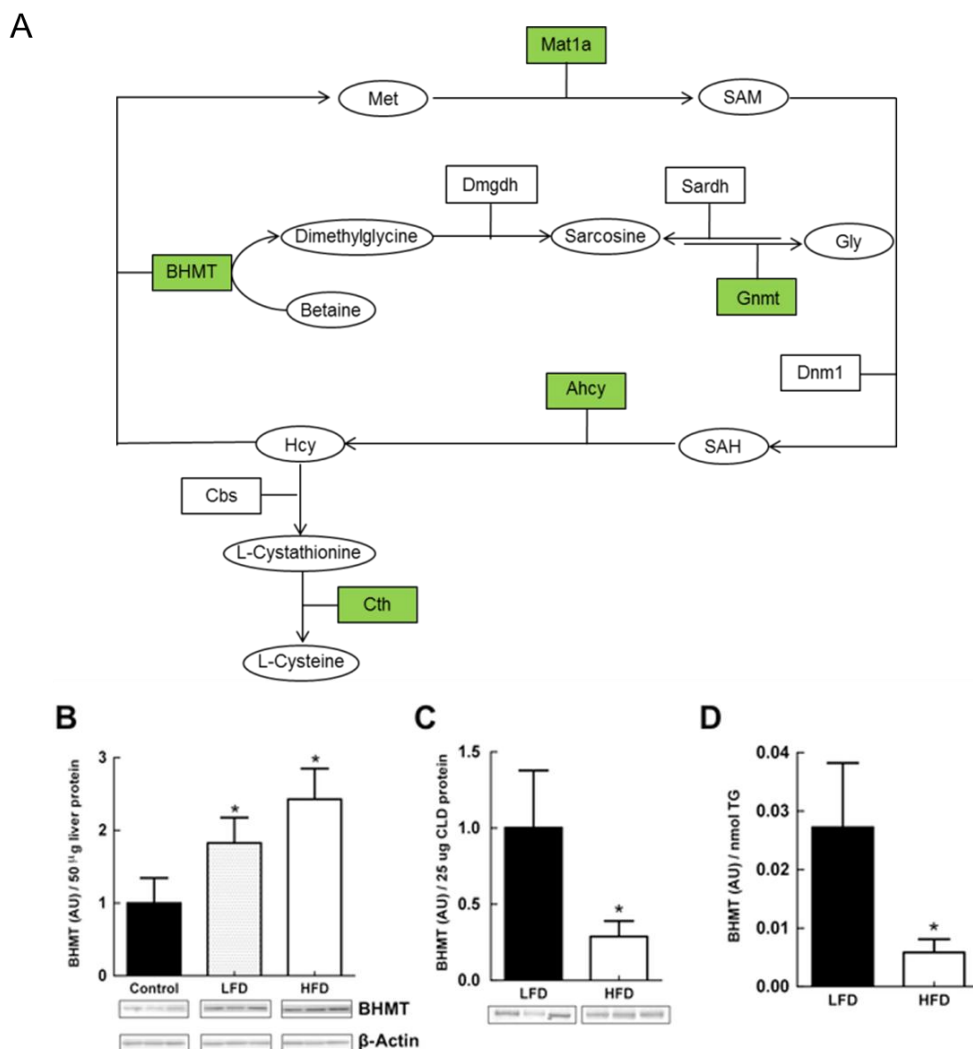 A
Mat1a
Met
SAM
Dmgdh
Sardh
Dimethylglycine
Sarcosine
Gly
BHMT
Betaine
Gnmt
Dnm1
Ahcy
Hcy
SAH
Cbs
L-Cystathionine
Cth
L-Cysteine
B
BHMT (AU) / 50 µg liver protein
3
2
1
0
*
*
Control
LFD
HFD
BHMT
β-Actin
C
BHMT (AU) / 25 ug CLD protein
1.5
1.0
0.5
0.0
*
LFD
HFD
D
BHMT (AU) / nmol TG
0.04
0.03
0.02
0.01
0.00
*
LFD
HFD